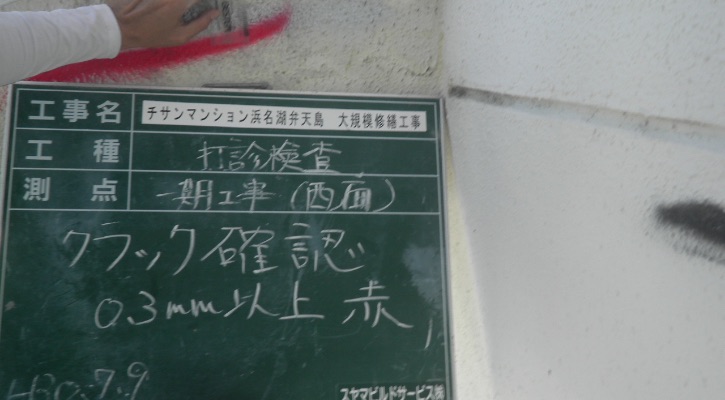 工事名 チサンマンション浜名湖弁天島 大規模修繕工事
工種 打診検査
測点 一期工事(西面)
クラック確認
0.3mm以上 赤
7.9
スヤマビルドサービス㈱